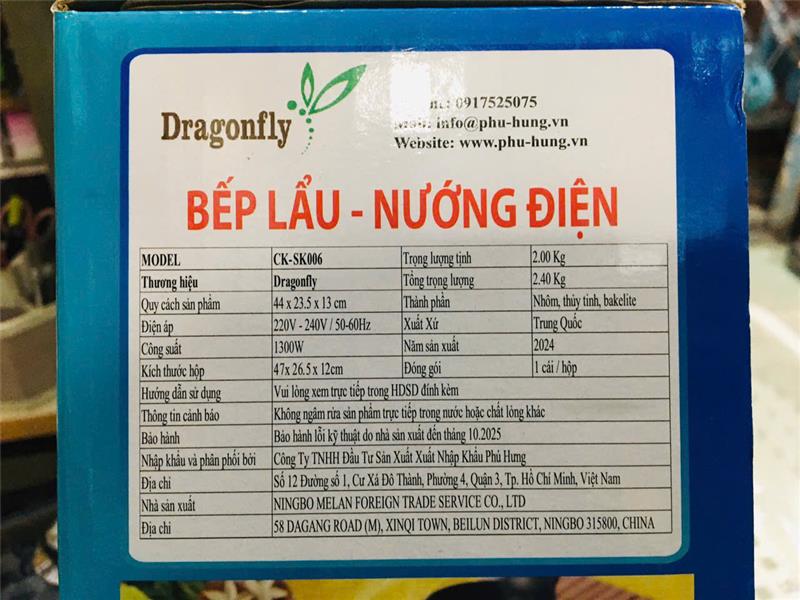 Dragonfly
0917525075
info@phu-hung.vn
Website: www.phu-hung.vn
BẾP LẨU - NƯỚNG ĐIỆN
MODEL CK-SK006 Trọng lượng tịnh 2.00 Kg
Thương hiệu Dragonfly Tổng trọng lượng 2.40 Kg
Quy cách sản phẩm 44 x 23.5 x 13 cm Thành phần Nhôm, thủy tinh, bakelite
Điện áp 220V - 240V / 50-60Hz Xuất Xứ Trung Quốc
Công suất 1300W Năm sản xuất 2024
Kích thước hộp 47x 26.5 x 12cm Đóng gói 1 cái / hộp
Hướng dẫn sử dụng Vui lòng xem trực tiếp trong HDSD đính kèm
Thông tin cảnh báo Không ngâm rửa sản phẩm trực tiếp trong nước hoặc chất lỏng khác
Bảo hành Bảo hành lỗi kỹ thuật do nhà sản xuất đến tháng 10.2025
Nhập khẩu và phân phối bởi Công Ty TNHH Đầu Tư Sản Xuất Xuất Nhập Khẩu Phú Hưng
Địa chỉ Số 12 Đường số 1, Cư Xá Đô Thành, Phường 4, Quận 3, Tp. Hồ Chí Minh, Việt Nam
Nhà sản xuất NINGBO MELAN FOREIGN TRADE SERVICE CO., LTD
Địa chỉ 58 DAGANG ROAD (M), XINQI TOWN, BEILUN DISTRICT, NINGBO 315800, CHINA